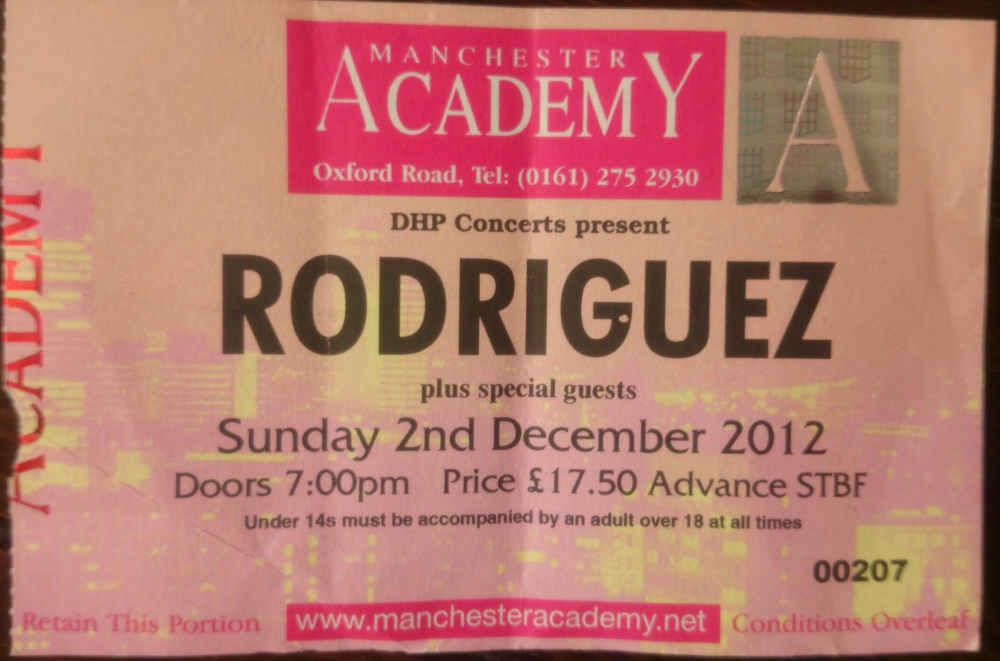 MANCHESTER
ACADEMY
Oxford Road, Tel: (0161) 275 2930
A
DHP Concerts present
RODRIGUEZ
plus special guests
Sunday 2nd December 2012
Doors 7:00pm Price £17.50 Advance STBF
Under 14s must be accompanied by an adult over 18 at all times
00207
Retain This Portion
www.manchesteracademy.net
Conditions Overleaf
ACADEMY